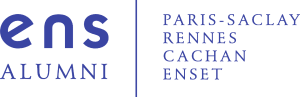 ens
ALUMNI
PARIS-SACLAY
RENNES
CACHAN
ENSET